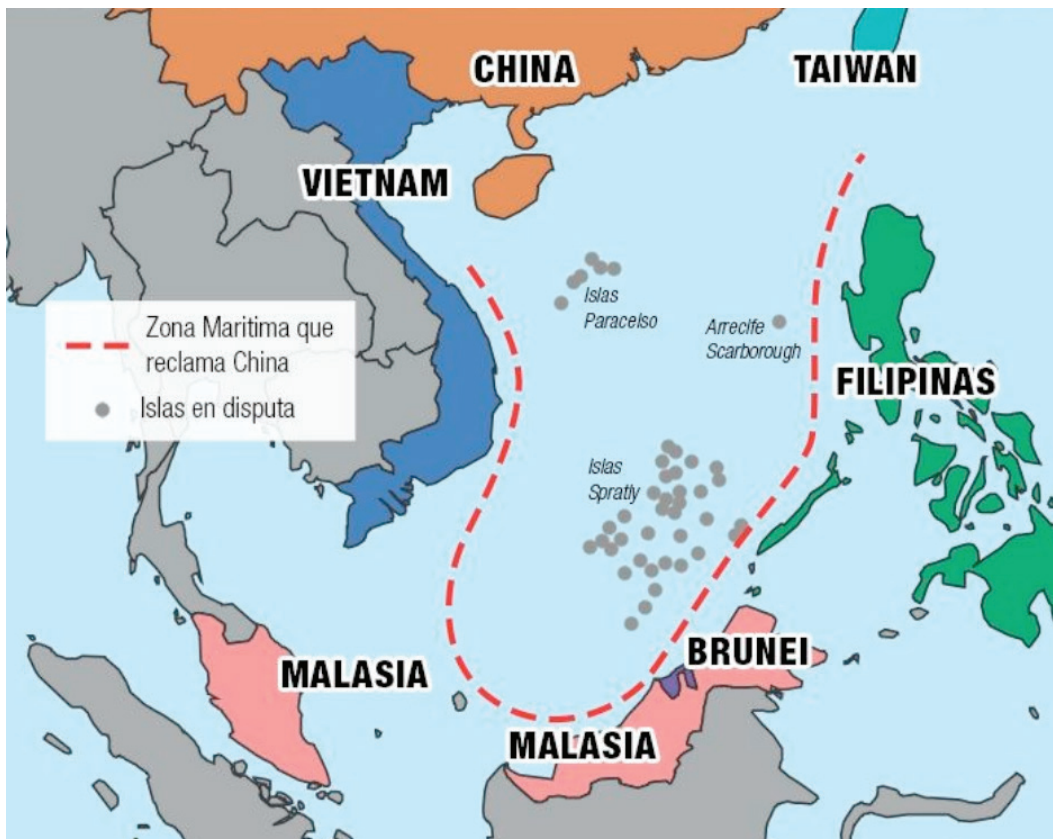 CHINA
TAIWAN
VIETNAM
Islas
Paracelso
Arrecife
Scarborough
Zona Maritima que
reclama China
Islas en disputa
FILIPINAS
Islas
Spratly
BRUNEI
MALASIA
MALASIA